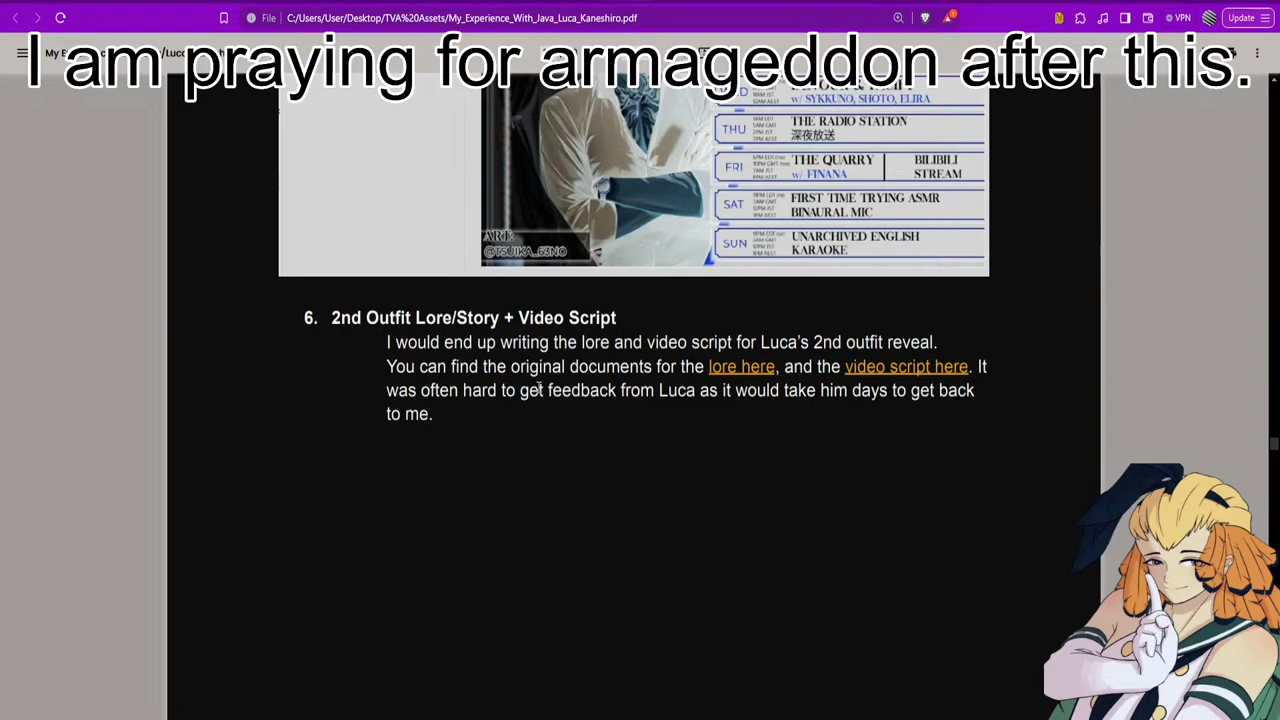 File
C:/Users/User/Desktop/TVA%20Assets/My_Experience_With_Java_Luca_Kaneshiro.pdf
VPN
Update
I am praying for armageddon after this.
w/ SYKKUNO, SHOTO, ELIRA
THU
THE RADIO STATION
深夜放送
FRI
THE QUARRY
w/ FINANA
BILIBILI
STREAM
SAT
FIRST TIME TRYING ASMR
BINAURAL MIC
SUN
UNARCHIVED ENGLISH
KARAOKE
ART:
@TSUIKA_63NO
6. 2nd Outfit Lore/Story + Video Script
I would end up writing the lore and video script for Luca's 2nd outfit reveal.
You can find the original documents for the lore here, and the video script here. It
was often hard to get feedback from Luca as it would take him days to get back
to me.